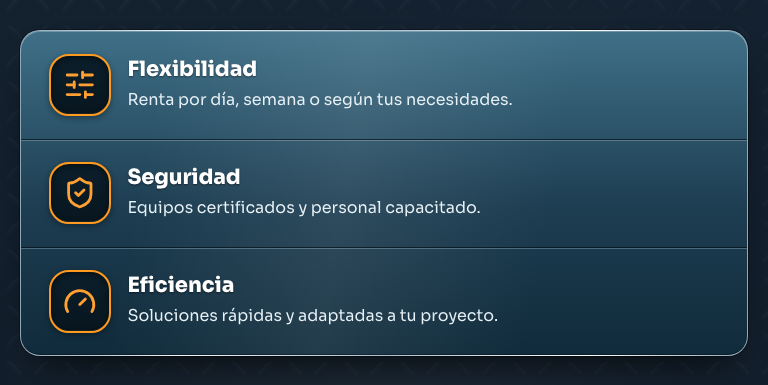 Flexibilidad
Renta por día, semana o según tus necesidades.
Seguridad
Equipos certificados y personal capacitado.
Eficiencia
Soluciones rápidas y adaptadas a tu proyecto.